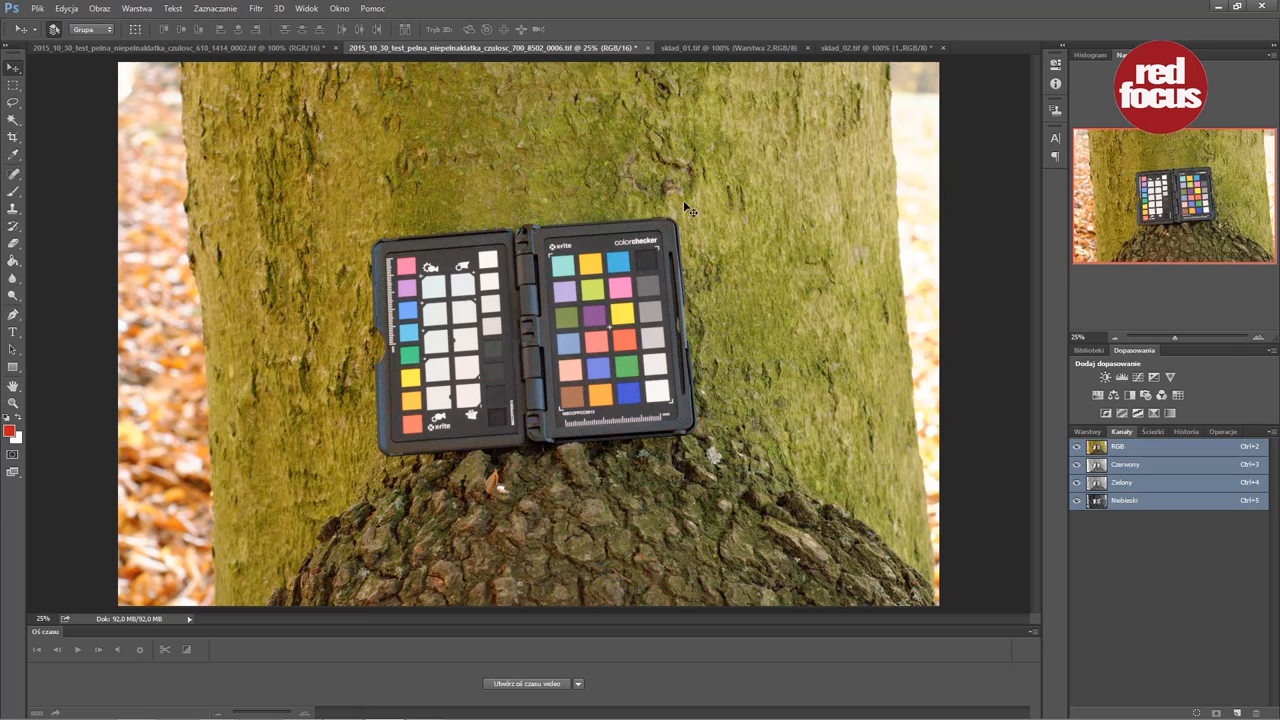 Ps Plik Edycja Obraz Warstwa Tekst Zaznaczanie Filtr 3D Widok Okno Pomoc
Grupa Tryb 3D:
2015_10_30_test_pelna_niepelnaklatka_czulosc_610_1414_0002.tif @ 100% (RGB/16) * × 2015_10_30_test_pelna_niepelnaklatka_czulosc_700_8502_0006.tif @ 25% (RGB/16) * × sklad_01.tif @ 100% (Warstwa 2,RGB/8) × sklad_02.tif @ 100% (1.,RGB/8) * ×
Histogram
red
focus
x·rite
colorchecker
MSCCPPCC0613
x·rite
25%
Biblioteki Dopasowania
Dodaj dopasowanie
Warstwy Kanały Ścieżki Historia Operacje
RGB Ctrl+2
Czerwony Ctrl+3
Zielony Ctrl+4
Niebieski Ctrl+5
25% Dok: 92,0 MB/92,0 MB
Oś czasu
Utwórz oś czasu wideo